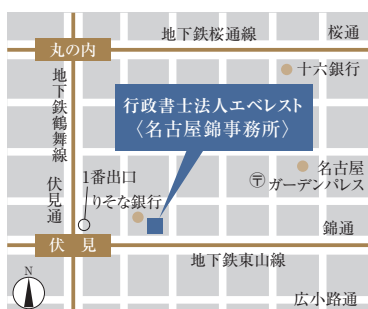 地下鉄桜通線
桜通
丸の内
十六銀行
地下鉄鶴舞線
行政書士法人エベレスト
〈名古屋錦事務所〉
名古屋
ガーデンパレス
〒
1番出口
りそな銀行
伏見通
錦通
伏見
地下鉄東山線
N
広小路通